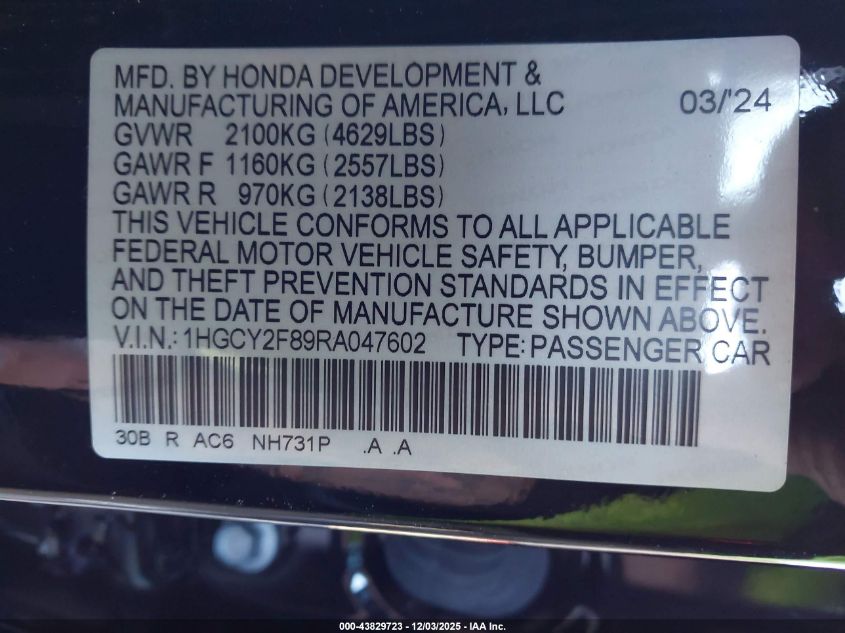 MFD. BY HONDA DEVELOPMENT &
MANUFACTURING OF AMERICA, LLC 03/'24
GVWR 2100KG (4629LBS)
GAWR F 1160KG (2557LBS)
GAWR R 970KG (2138LBS)
THIS VEHICLE CONFORMS TO ALL APPLICABLE
FEDERAL MOTOR VEHICLE SAFETY, BUMPER,
AND THEFT PREVENTION STANDARDS IN EFFECT
ON THE DATE OF MANUFACTURE SHOWN ABOVE.
V.I.N.: 1HGCY2F89RA047602 TYPE: PASSENGER CAR
30B R AC6 NH731P .A .A
000-43829723 - 12/03/2025 - IAA Inc.